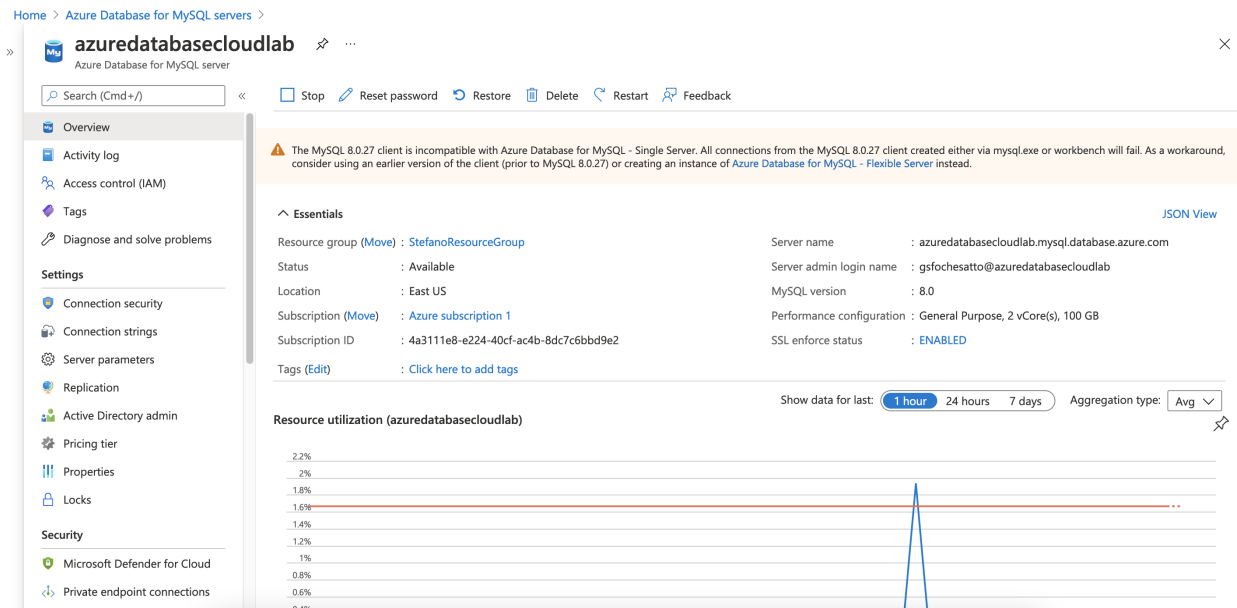 Home > Azure Database for MySQL servers >
azuredatabasecloudlab
Azure Database for MySQL server
Search (Cmd+/)
Stop
Reset password
Restore
Delete
Restart
Feedback
Overview
Activity log
Access control (IAM)
Tags
Diagnose and solve problems
Settings
Connection security
Connection strings
Server parameters
Replication
Active Directory admin
Pricing tier
Properties
Locks
Security
Microsoft Defender for Cloud
Private endpoint connections
The MySQL 8.0.27 client is incompatible with Azure Database for MySQL - Single Server. All connections from the MySQL 8.0.27 client created either via mysql.exe or workbench will fail. As a workaround,
consider using an earlier version of the client (prior to MySQL 8.0.27) or creating an instance of Azure Database for MySQL - Flexible Server instead.
Essentials
JSON View
Resource group (Move) : StefanoResourceGroup
Status : Available
Location : East US
Subscription (Move) : Azure subscription 1
Subscription ID : 4a3111e8-e224-40cf-ac4b-8dc7c6bbd9e2
Tags (Edit) : Click here to add tags
Server name : azuredatabasecloudlab.mysql.database.azure.com
Server admin login name : gsfochesatto@azuredatabasecloudlab
MySQL version : 8.0
Performance configuration : General Purpose, 2 vCore(s), 100 GB
SSL enforce status : ENABLED
Show data for last: 1 hour 24 hours 7 days Aggregation type: Avg
Resource utilization (azuredatabasecloudlab)
2.2%
2%
1.8%
1.6%
1.4%
1.2%
1%
0.8%
0.6%
0.4%